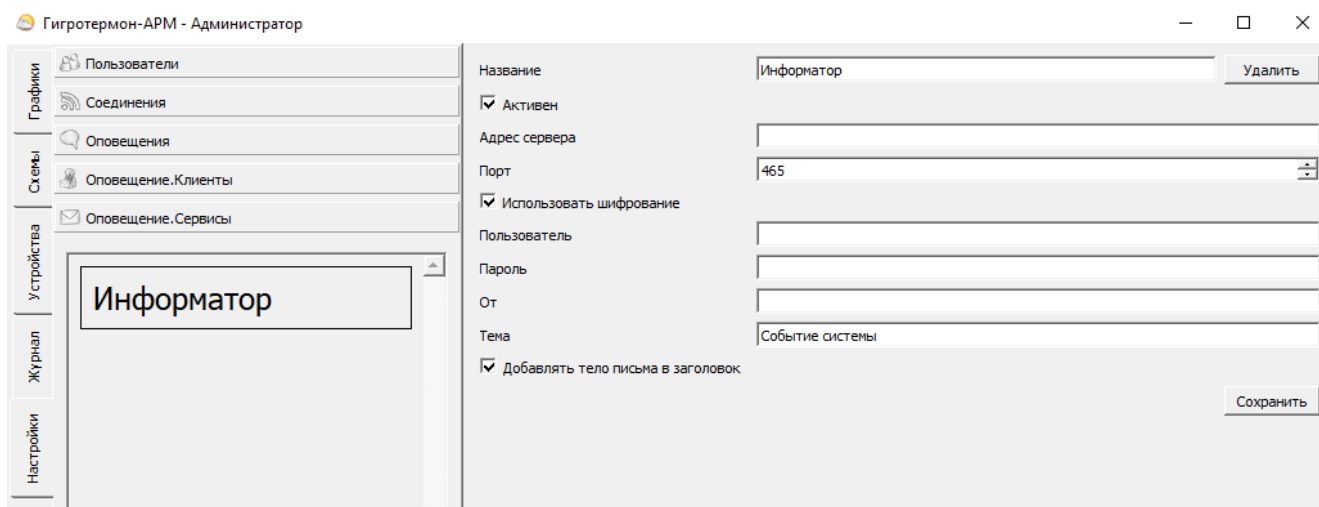 Гигротермон-АРМ - Администратор
Графики
Схемы
Устройства
Журнал
Настройки
Пользователи
Соединения
Оповещения
Оповещение.Клиенты
Оповещение.Сервисы
Информатор
Название
Информатор
Удалить
Активен
Адрес сервера
Порт
465
Использовать шифрование
Пользователь
Пароль
От
Тема
Событие системы
Добавлять тело письма в заголовок
Сохранить